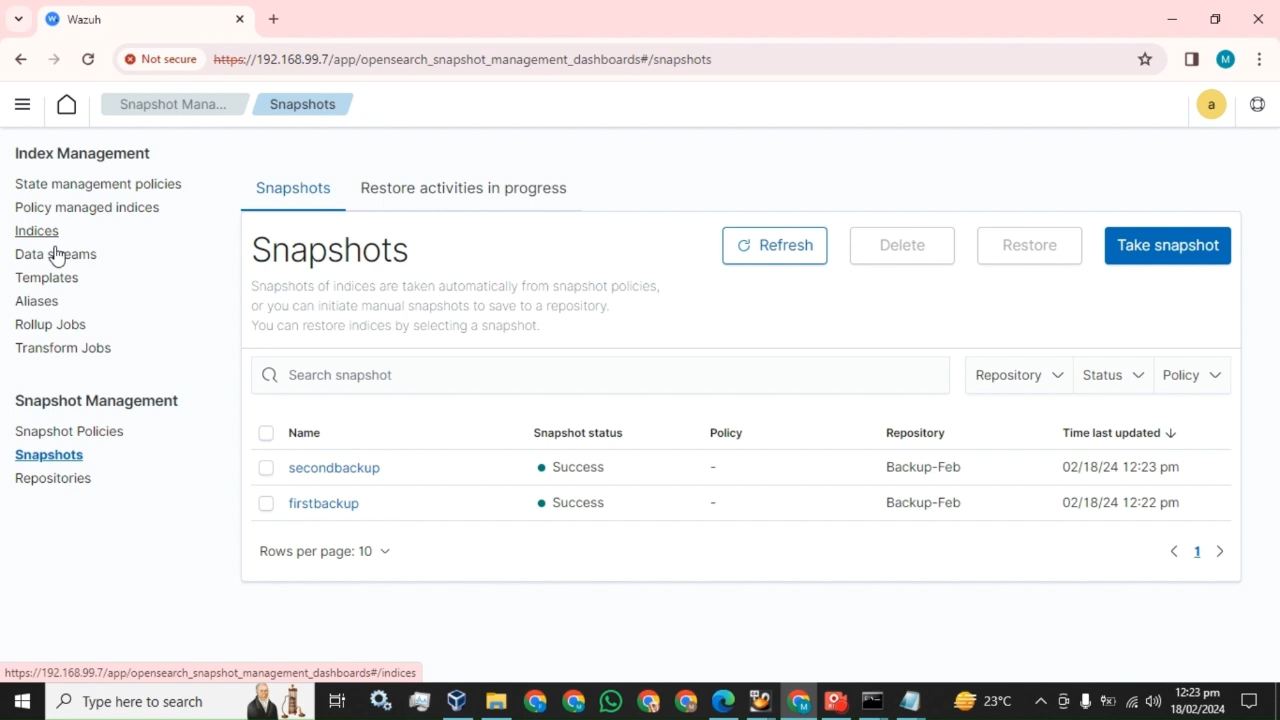 Wazuh
Not secure
https://192.168.99.7/app/opensearch_snapshot_management_dashboards#/snapshots
M
Snapshot Mana...
Snapshots
a
Index Management
State management policies
Policy managed indices
Indices
Data streams
Templates
Aliases
Rollup Jobs
Transform Jobs
Snapshot Management
Snapshot Policies
Snapshots
Repositories
Snapshots
Restore activities in progress
Snapshots
Refresh
Delete
Restore
Take snapshot
Snapshots of indices are taken automatically from snapshot policies,
or you can initiate manual snapshots to save to a repository.
You can restore indices by selecting a snapshot.
Search snapshot
Repository
Status
Policy
Name Snapshot status Policy Repository Time last updated
secondbackup Success - Backup-Feb 02/18/24 12:23 pm
firstbackup Success - Backup-Feb 02/18/24 12:22 pm
Rows per page: 10
1
https://192.168.99.7/app/opensearch_snapshot_management_dashboards#/indices
Type here to search
23°C
12:23 pm
18/02/2024